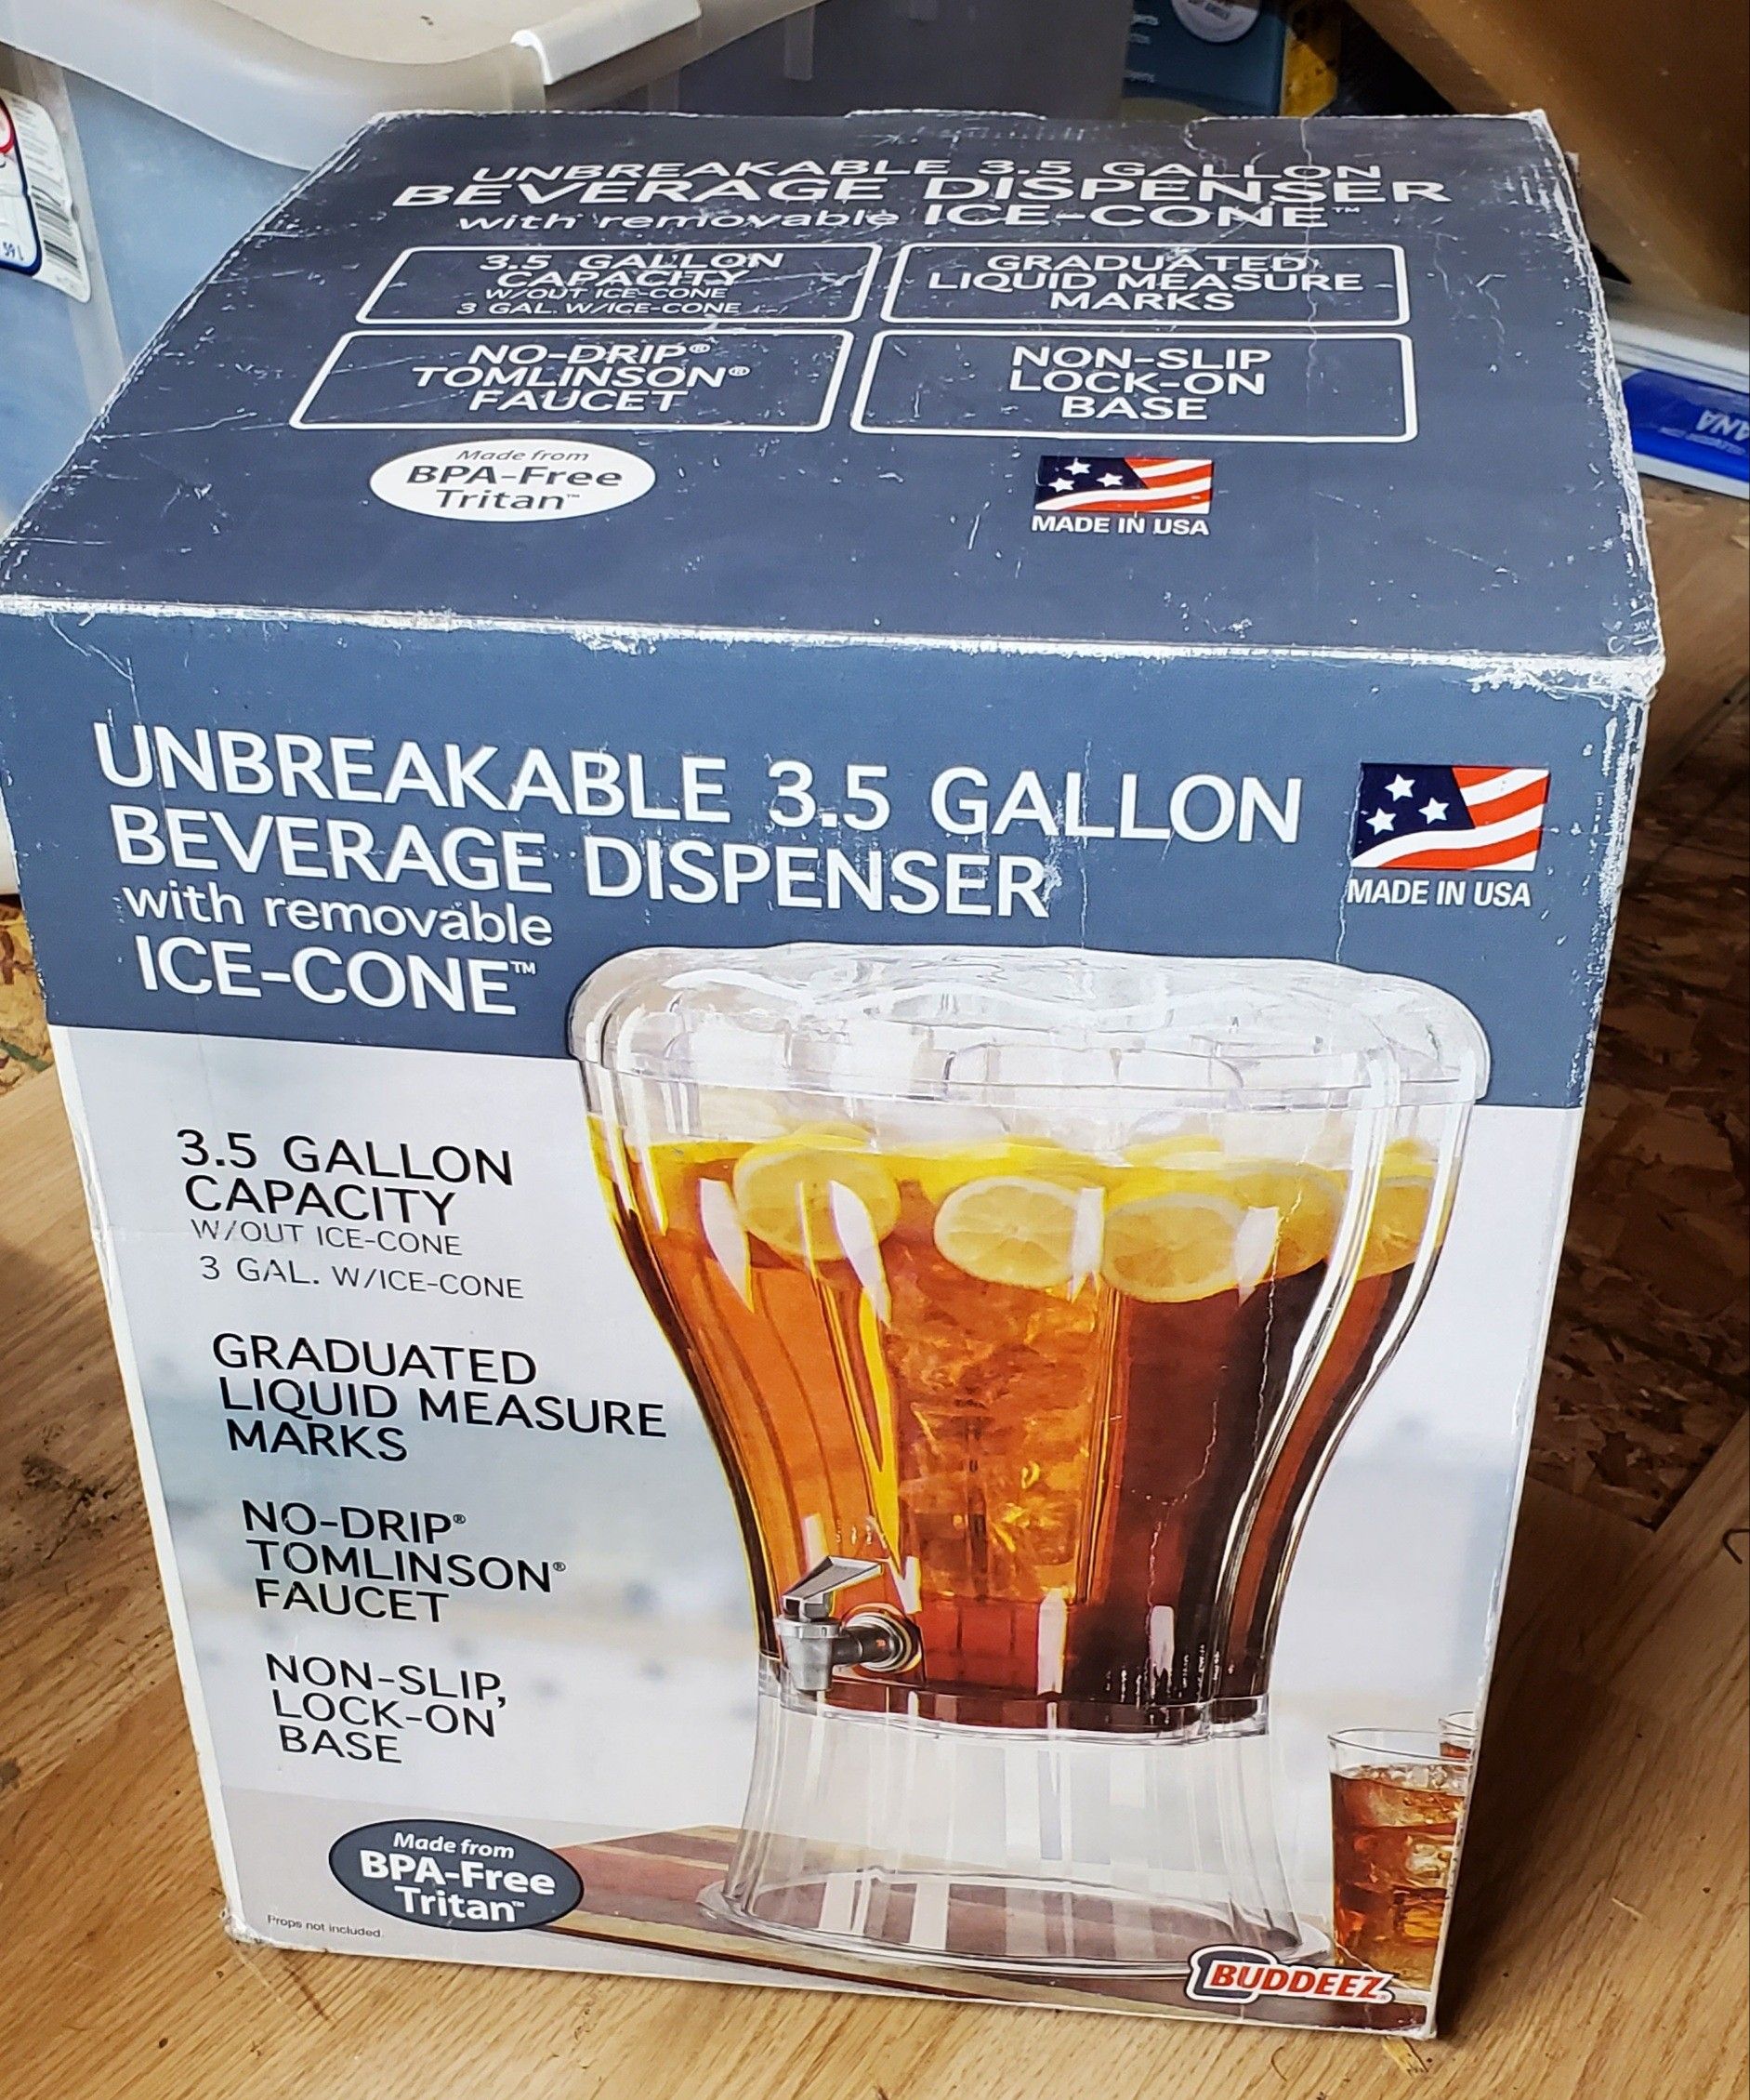 UNBREAKABLE 3.5 GALLON
BEVERAGE DISPENSER
with removable ICE-CONE™
3.5 GALLON
CAPACITY
W/OUT ICE-CONE
3 GAL. W/ICE-CONE
GRADUATED
LIQUID MEASURE
MARKS
NO-DRIP®
TOMLINSON®
FAUCET
NON-SLIP
LOCK-ON
BASE
Made from
BPA-Free
Tritan™
MADE IN USA
UNBREAKABLE 3.5 GALLON
BEVERAGE DISPENSER
with removable
ICE-CONE™
MADE IN USA
3.5 GALLON
CAPACITY
W/OUT ICE-CONE
3 GAL. W/ICE-CONE
GRADUATED
LIQUID MEASURE
MARKS
NO-DRIP®
TOMLINSON®
FAUCET
NON-SLIP,
LOCK-ON
BASE
Made from
BPA-Free
Tritan™
Props not included.
BUDDEEZ